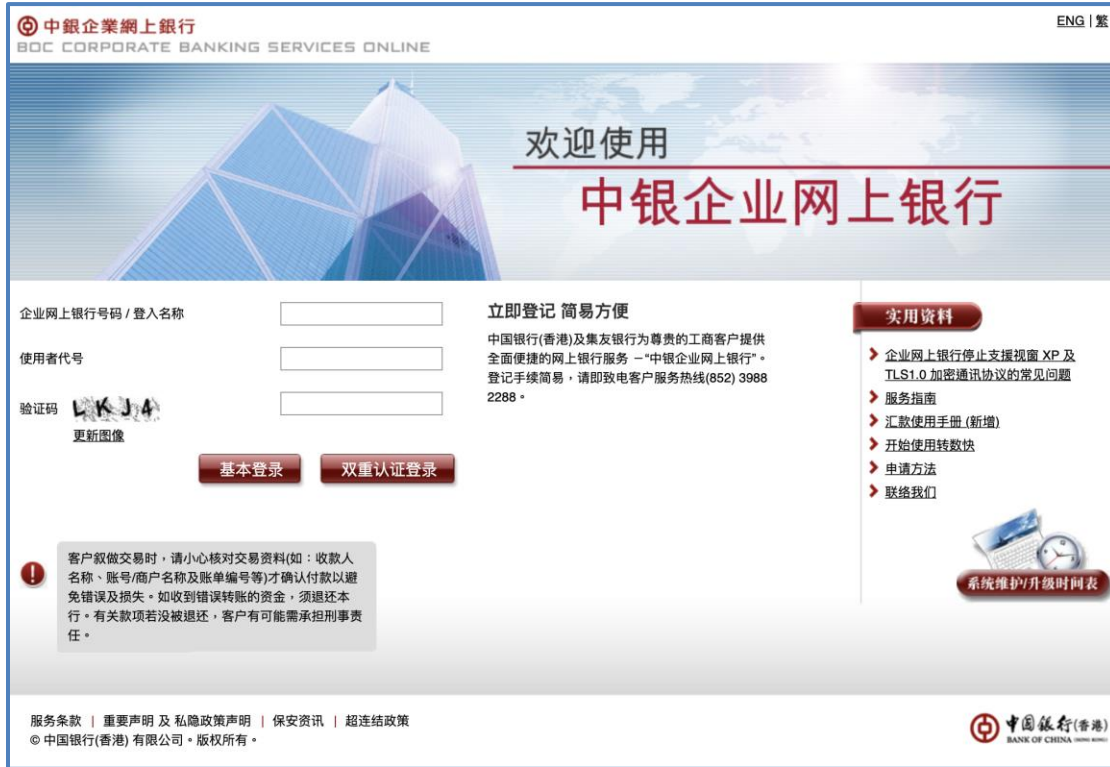 中銀企業網上銀行
BOC CORPORATE BANKING SERVICES ONLINE
ENG | 繁
欢迎使用
中银企业网上银行
企业网上银行号码 / 登入名称
使用者代号
验证码 LKJ4
更新图像
基本登录
双重认证登录
客户叙做交易时，请小心核对交易资料(如：收款人
名称、账号/商户名称及账单编号等)才确认付款以避
免错误及损失。如收到错误转账的资金，须退还本
行。有关款项若没被退还，客户有可能需承担刑事责
任。
立即登记 简易方便
中国银行(香港)及集友银行为尊贵的工商客户提供
全面便捷的网上银行服务 －“中银企业网上银行”。
登记手续简易，请即致电客户服务热线(852) 3988
2288。
实用资料
企业网上银行停止支援视窗 XP 及
TLS1.0 加密通讯协议的常见问题
服务指南
汇款使用手册 (新增)
开始使用转数快
申请方法
联络我们
系统维护/升级时间表
服务条款 | 重要声明 及 私隐政策声明 | 保安资讯 | 超连结政策
© 中国银行(香港) 有限公司。版权所有。
中国银行(香港)
BANK OF CHINA (HONG KONG)